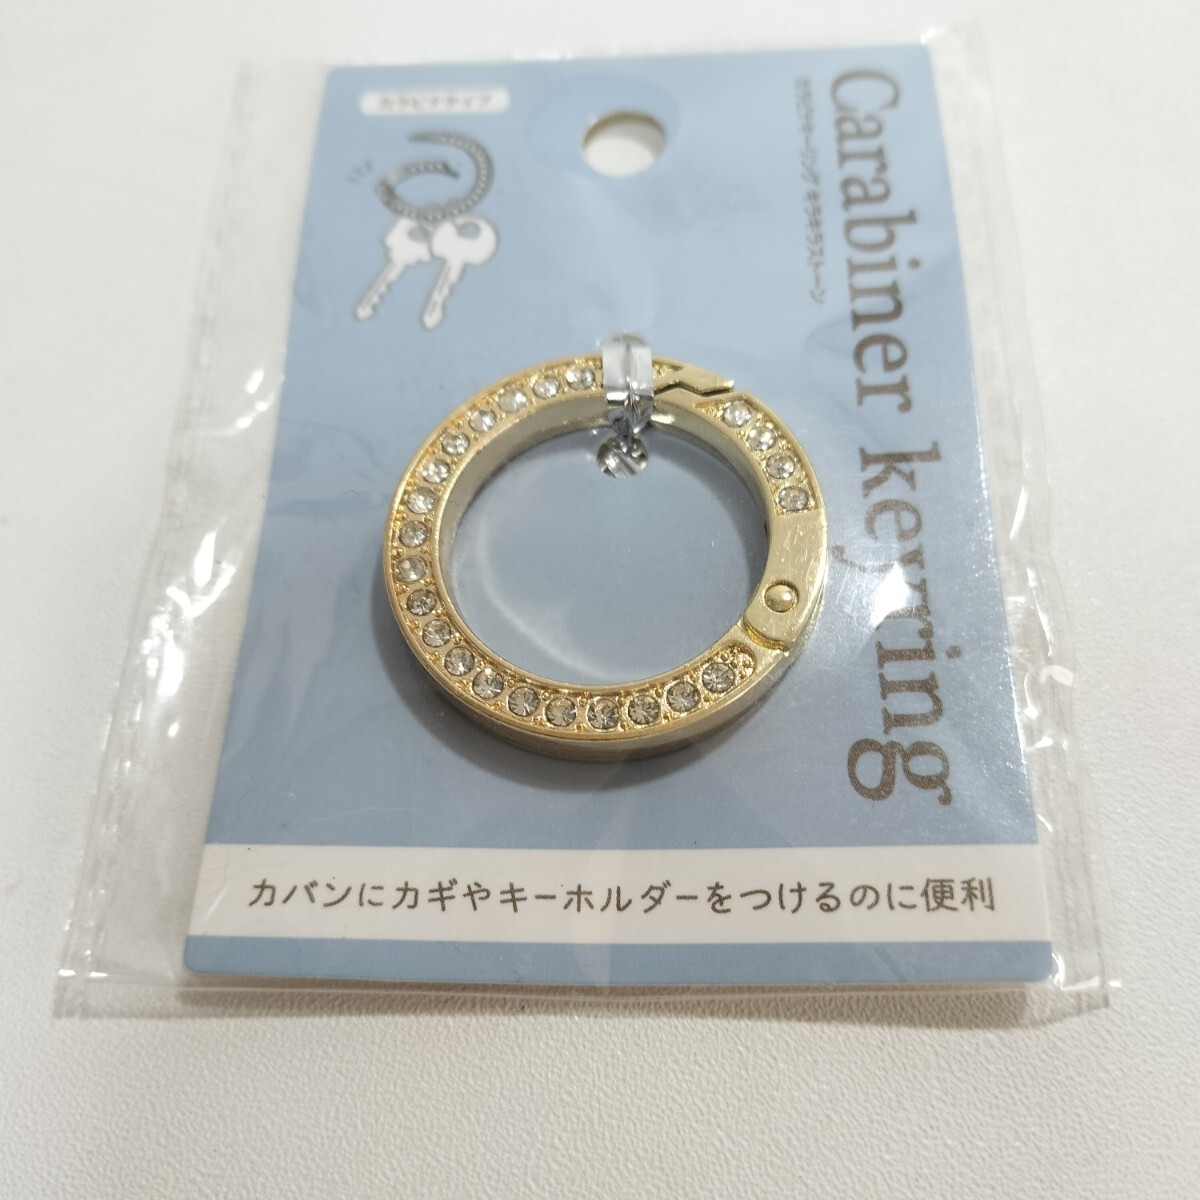 カラビナタイプ
Carabiner keyring
カラビナキーリング キラキラストーン
カバンにカギやキーホルダーをつけるのに便利